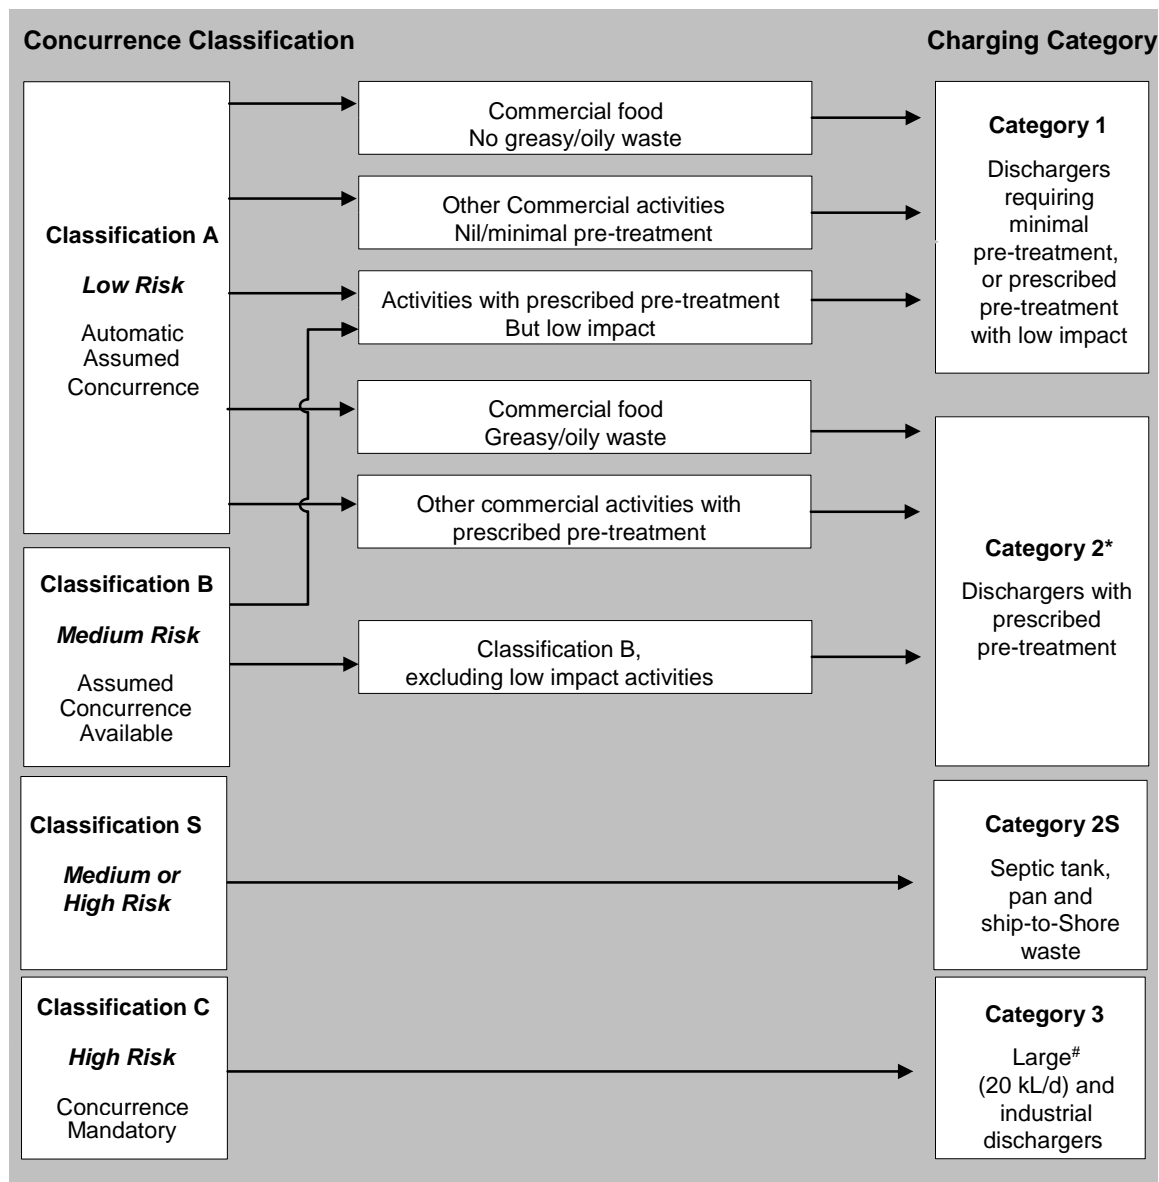 Concurrence Classification
Charging Category
Classification A
Low Risk
Automatic
Assumed
Concurrence
Commercial food
No greasy/oily waste
Other Commercial activities
Nil/minimal pre-treatment
Activities with prescribed pre-treatment
But low impact
Commercial food
Greasy/oily waste
Other commercial activities with
prescribed pre-treatment
Category 1
Dischargers
requiring
minimal
pre-treatment,
or prescribed
pre-treatment
with low impact
Classification B
Medium Risk
Assumed
Concurrence
Available
Classification B,
excluding low impact activities
Category 2*
Dischargers with
prescribed
pre-treatment
Classification S
Medium or
High Risk
Category 2S
Septic tank,
pan and
ship-to-Shore
waste
Classification C
High Risk
Concurrence
Mandatory
Category 3
Large#
(20 kL/d) and
industrial
dischargers